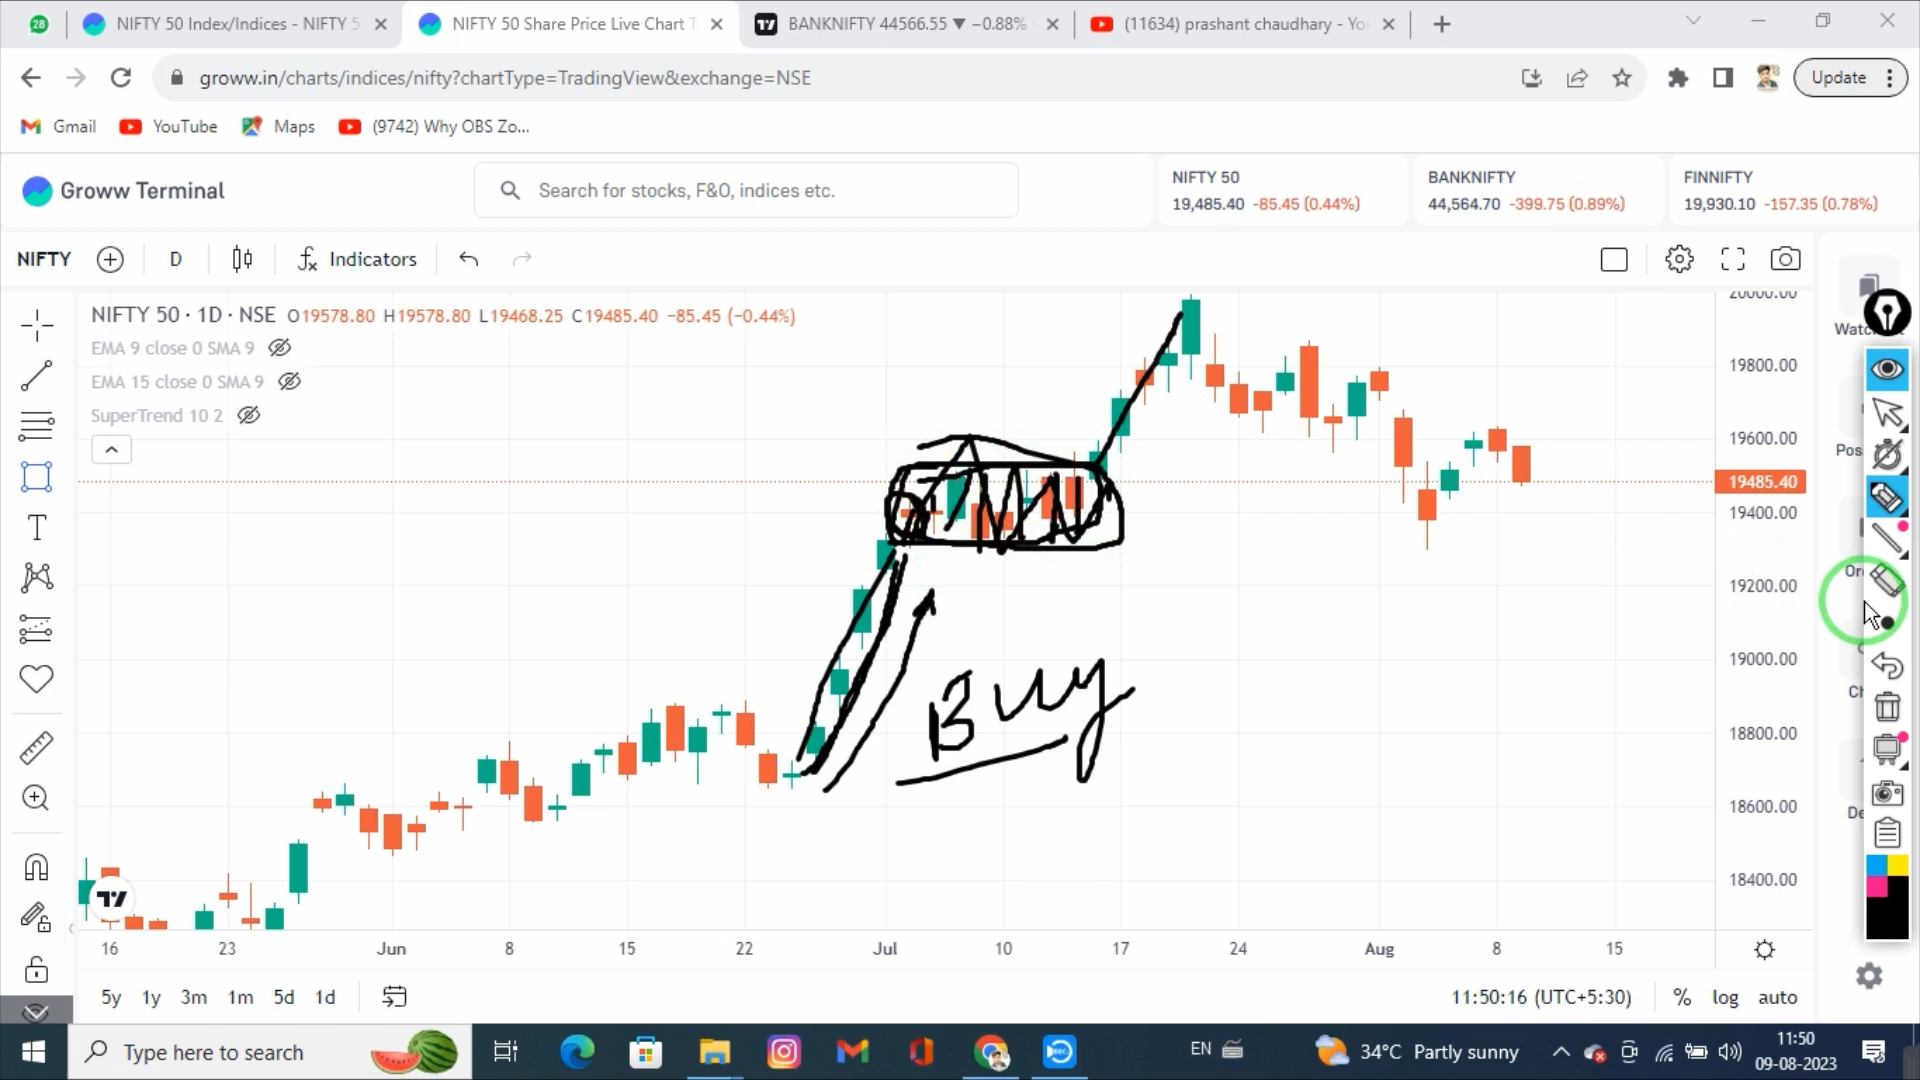 28 NIFTY 50 Index/Indices - NIFTY 5 NIFTY 50 Share Price Live Chart T BANKNIFTY 44566.55 ▼ −0.88% (11634) prashant chaudhary - Yo
groww.in/charts/indices/nifty?chartType=TradingView&exchange=NSE Update
Gmail YouTube Maps (9742) Why OBS Zo...
Groww Terminal Search for stocks, F&O, indices etc.
NIFTY 50 BANKNIFTY FINNIFTY
19,485.40 -85.45 (0.44%) 44,564.70 -399.75 (0.89%) 19,930.10 -157.35 (0.78%)
NIFTY D Indicators
NIFTY 50 · 1D · NSE O19578.80 H19578.80 L19468.25 C19485.40 −85.45 (−0.44%)
EMA 9 close 0 SMA 9
EMA 15 close 0 SMA 9
SuperTrend 10 2
20000.00
19800.00
19600.00
19485.40
19400.00
19200.00
19000.00
18800.00
18600.00
18400.00
Buy
16 23 Jun 8 15 22 Jul 10 17 24 Aug 8 15
5y 1y 3m 1m 5d 1d 11:50:16 (UTC+5:30) % log auto
Type here to search EN 34°C Partly sunny 11:50
09-08-2023